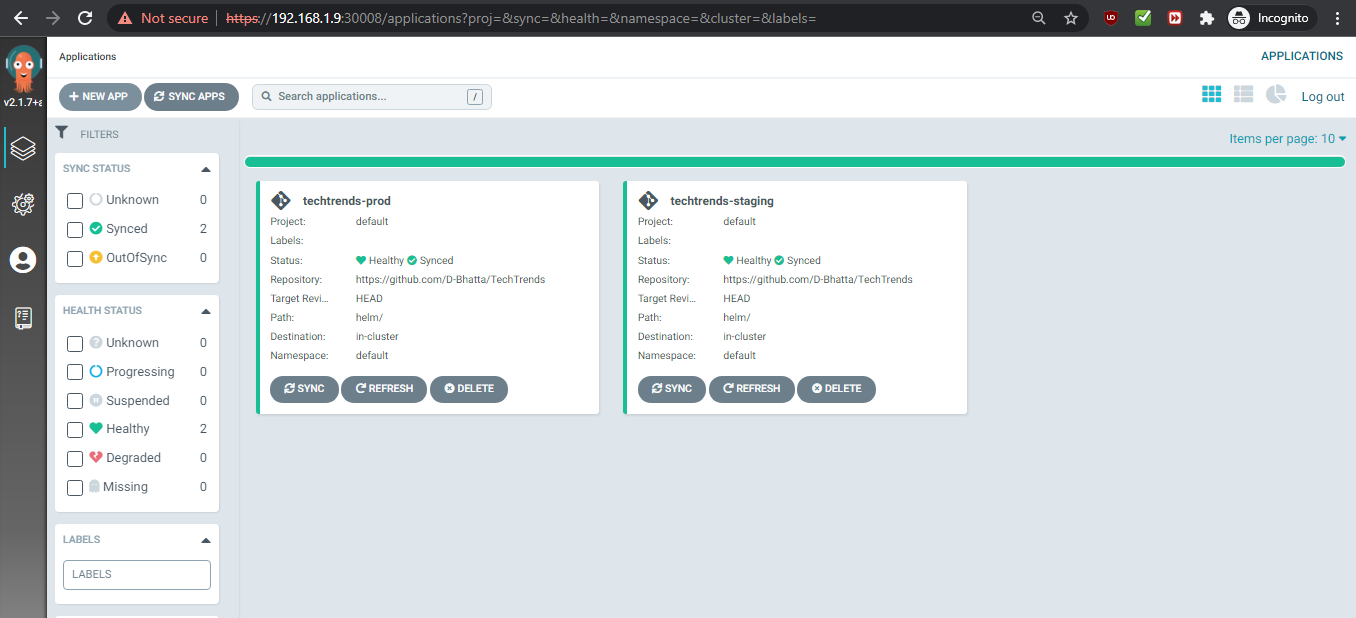 Not secure https://192.168.1.9:30008/applications?proj=&sync=&health=&namespace=&cluster=&labels= Incognito
v2.1.7+a
Applications APPLICATIONS
NEW APP SYNC APPS Search applications... / Log out
FILTERS
Items per page: 10
SYNC STATUS
Unknown 0
Synced 2
OutOfSync 0
HEALTH STATUS
Unknown 0
Progressing 0
Suspended 0
Healthy 2
Degraded 0
Missing 0
LABELS
LABELS
techtrends-prod
Project: default
Labels:
Status: Healthy Synced
Repository: https://github.com/D-Bhatta/TechTrends
Target Revi... HEAD
Path: helm/
Destination: in-cluster
Namespace: default
SYNC REFRESH DELETE
techtrends-staging
Project: default
Labels:
Status: Healthy Synced
Repository: https://github.com/D-Bhatta/TechTrends
Target Revi... HEAD
Path: helm/
Destination: in-cluster
Namespace: default
SYNC REFRESH DELETE